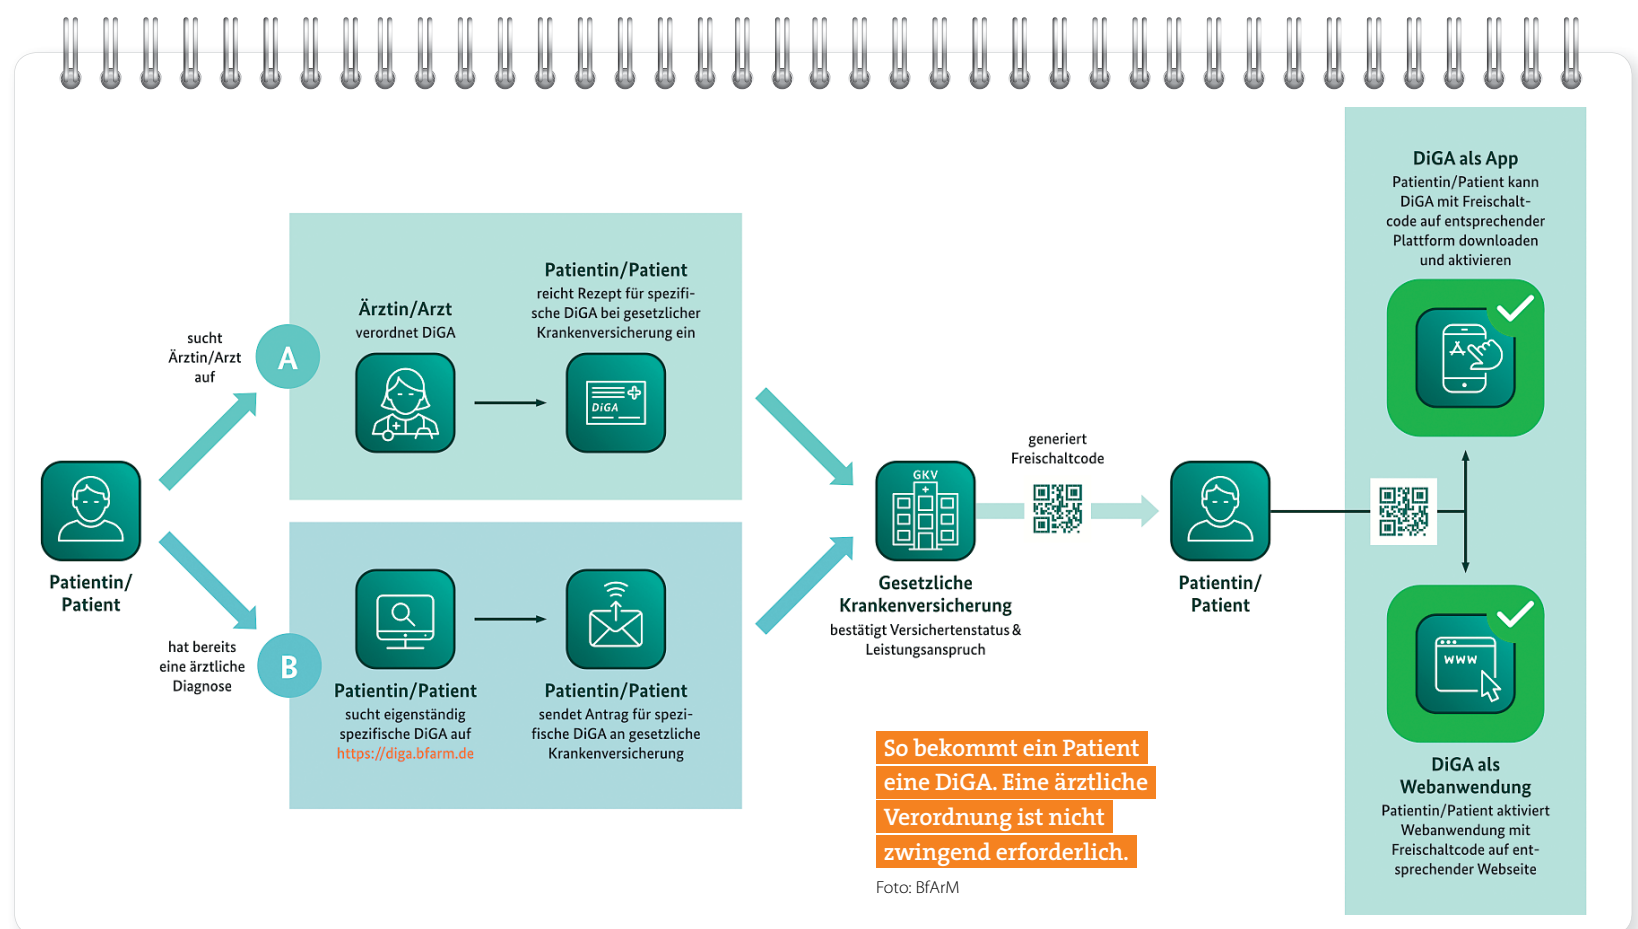 Patientin/
Patient
sucht
Ärztin/Arzt
auf
A
Ärztin/Arzt
verordnet DiGA
Patientin/Patient
reicht Rezept für spezifi-
sche DiGA bei gesetzlicher
Krankenversicherung ein
DiGA
hat bereits
eine ärztliche
Diagnose
B
Patientin/Patient
sucht eigenständig
spezifische DiGA auf
https://diga.bfarm.de
Patientin/Patient
sendet Antrag für spezi-
fische DiGA an gesetzliche
Krankenversicherung
GKV
Gesetzliche
Krankenversicherung
bestätigt Versichertenstatus &
Leistungsanspruch
generiert
Freischaltcode
Patientin/
Patient
DiGA als App
Patientin/Patient kann
DiGA mit Freischalt-
code auf entsprechender
Plattform downloaden
und aktivieren
www
DiGA als
Webanwendung
Patientin/Patient aktiviert
Webanwendung mit
Freischaltcode auf ent-
sprechender Webseite
So bekommt ein Patient
eine DiGA. Eine ärztliche
Verordnung ist nicht
zwingend erforderlich.
Foto: BfArM